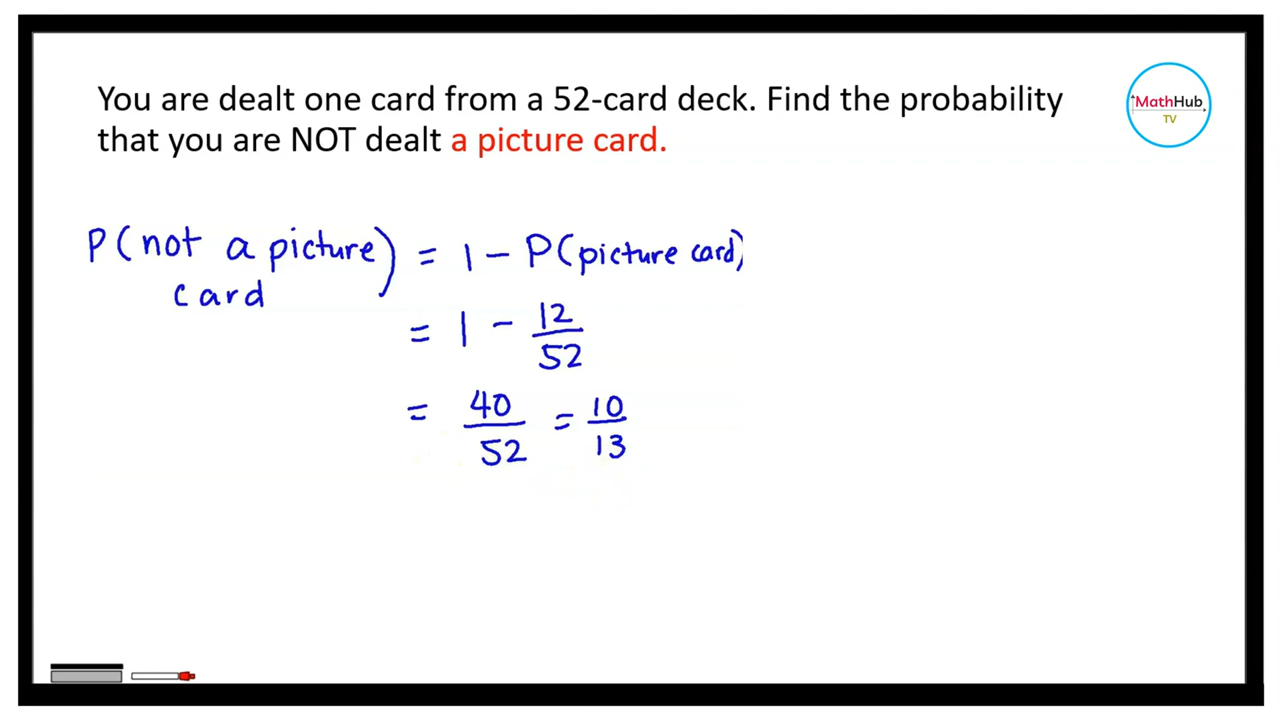 You are dealt one card from a 52-card deck. Find the probability
that you are NOT dealt a picture card.
MathHub
TV
P(not a picture card) = 1 - P(picture card)
= 1 - 12/52
= 40/52 = 10/13